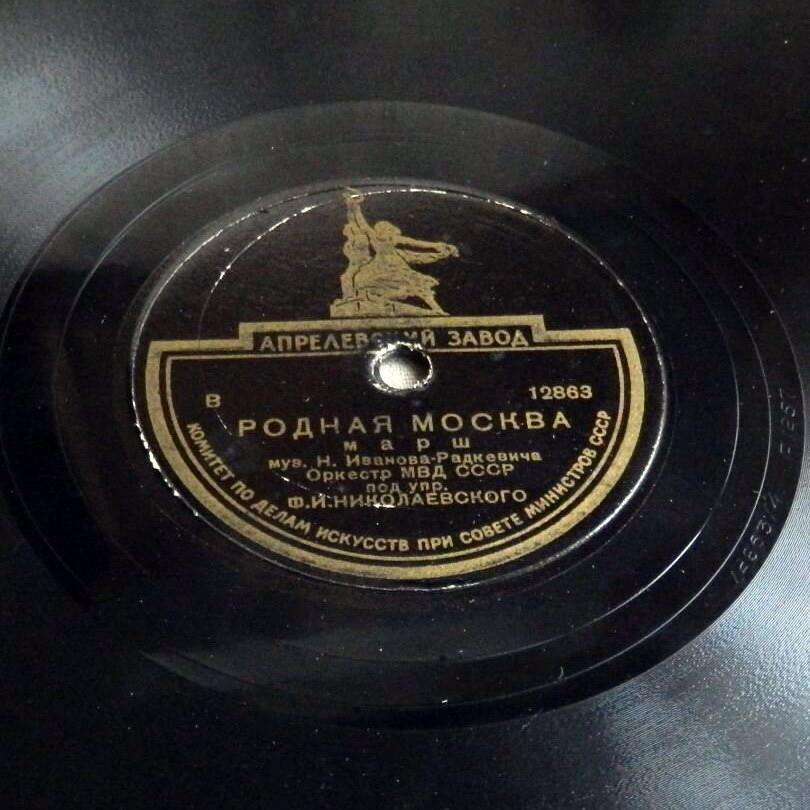 АПРЕЛЕВСКИЙ ЗАВОД
В 12863
РОДНАЯ МОСКВА
марш
муз. Н. Иванова-Радкевича
Оркестр МВД СССР
под упр.
Ф.И.НИКОЛАЕВСКОГО
КОМИТЕТ ПО ДЕЛАМ ИСКУССТВ ПРИ СОВЕТЕ МИНИСТРОВ СССР